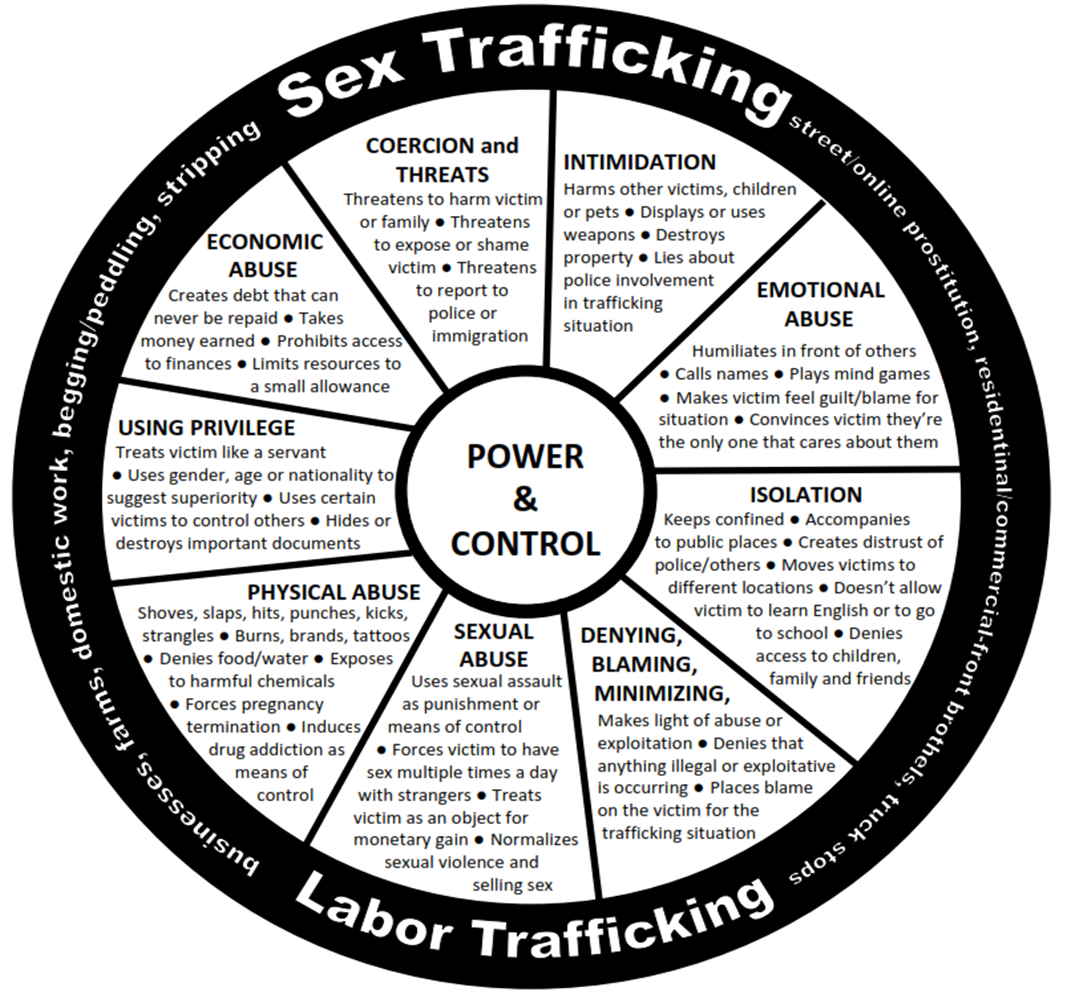 Sex Trafficking
street/online prostitution, residentinal/commercial-front brothels, truck stops
Labor Trafficking
businesses, farms, domestic work, begging/peddling, stripping
POWER
&
CONTROL
COERCION and
THREATS
Threatens to harm victim
or family ● Threatens
to expose or shame
victim ● Threatens
to report to
police or
immigration
INTIMIDATION
Harms other victims, children
or pets ● Displays or uses
weapons ● Destroys
property ● Lies about
police involvement
in trafficking
situation
EMOTIONAL
ABUSE
Humiliates in front of others
● Calls names ● Plays mind games
● Makes victim feel guilt/blame for
situation ● Convinces victim they’re
the only one that cares about them
ISOLATION
Keeps confined ● Accompanies
to public places ● Creates distrust of
police/others ● Moves victims to
different locations ● Doesn’t allow
victim to learn English or to go
to school ● Denies
access to children,
family and friends
DENYING,
BLAMING,
MINIMIZING,
Makes light of abuse or
exploitation ● Denies that
anything illegal or exploitative
is occurring ● Places blame
on the victim for the
trafficking situation
SEXUAL
ABUSE
Uses sexual assault
as punishment or
means of control
● Forces victim to have
sex multiple times a day
with strangers ● Treats
victim as an object for
monetary gain ● Normalizes
sexual violence and
selling sex
PHYSICAL ABUSE
Shoves, slaps, hits, punches, kicks,
strangles ● Burns, brands, tattoos
● Denies food/water ● Exposes
to harmful chemicals
● Forces pregnancy
termination ● Induces
drug addiction as
means of
control
USING PRIVILEGE
Treats victim like a servant
● Uses gender, age or nationality to
suggest superiority ● Uses certain
victims to control others ● Hides or
destroys important documents
ECONOMIC
ABUSE
Creates debt that can
never be repaid ● Takes
money earned ● Prohibits access
to finances ● Limits resources to
a small allowance